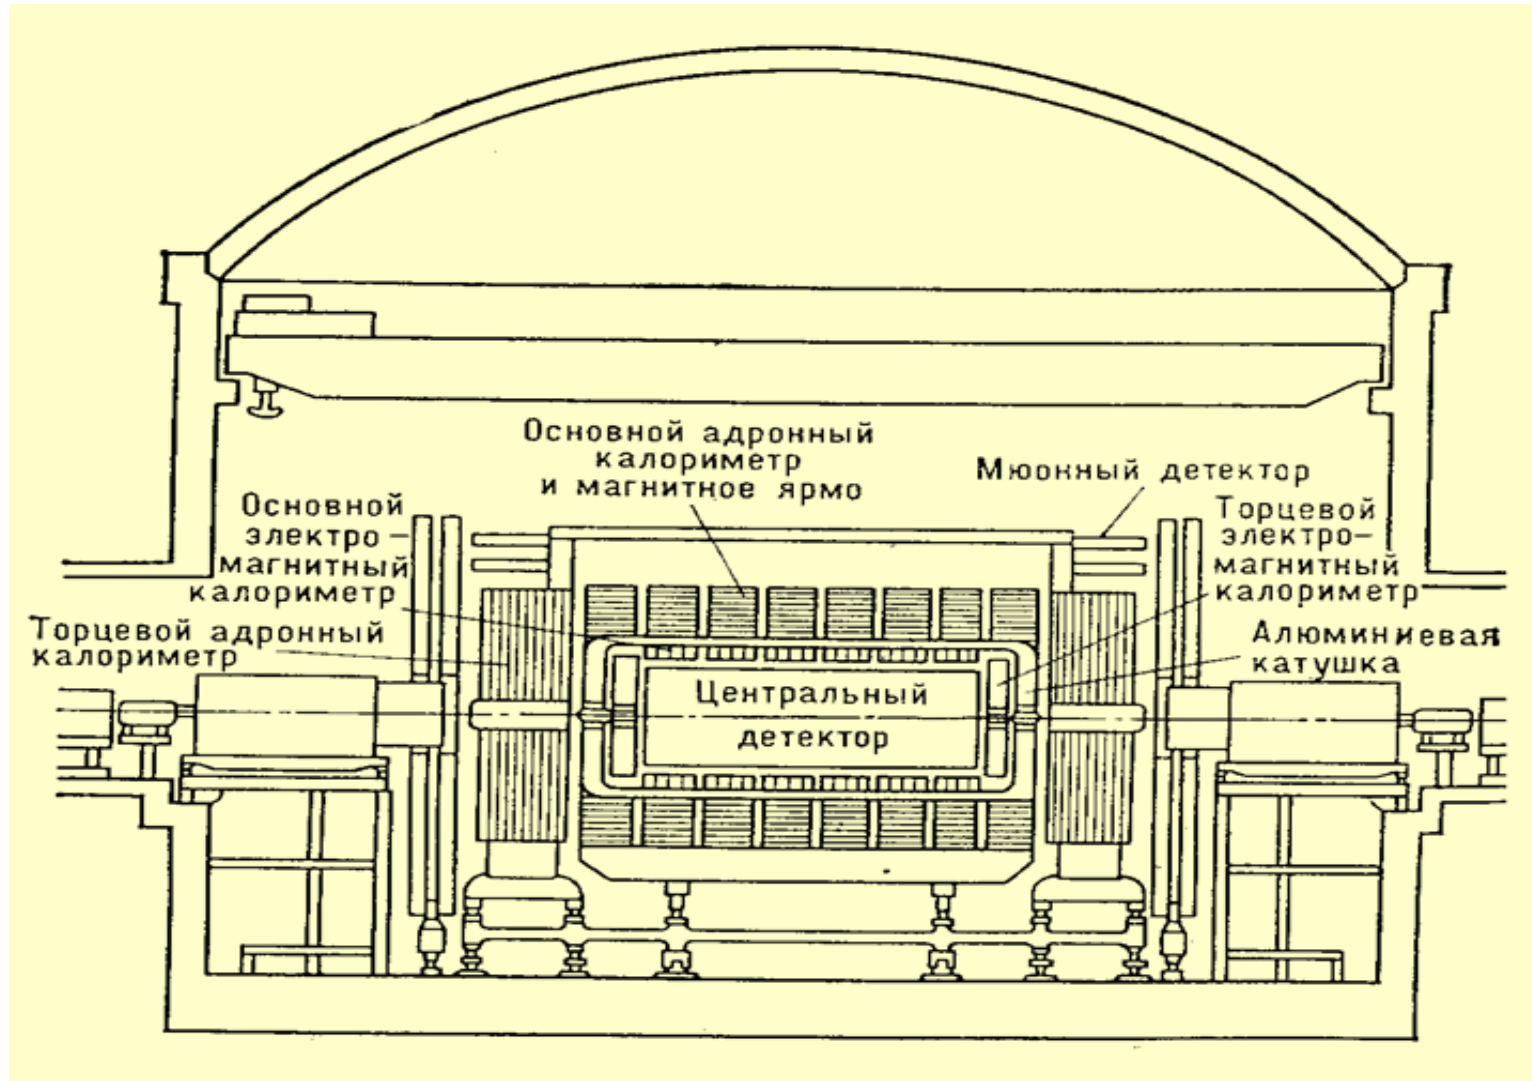 Основной адронный
калориметр
и магнитное ярмо
Мюонный детектор
Основной
электро-
магнитный
калориметр
Торцевой
электро-
магнитный
калориметр
Торцевой адронный
калориметр
Алюминиевая
катушка
Центральный
детектор